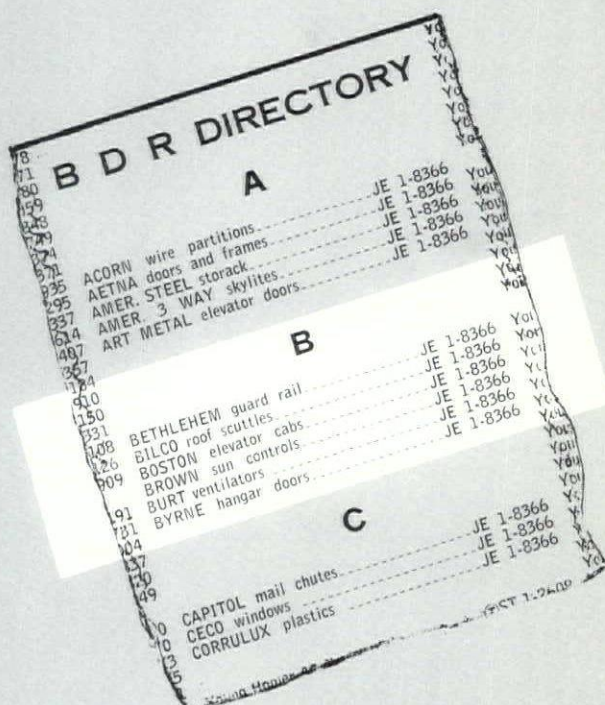 B D R DIRECTORY
A
ACORN wire partitions JE 1-8366
AETNA doors and frames JE 1-8366
AMER. STEEL storack JE 1-8366
AMER. 3 WAY skylites JE 1-8366
ART METAL elevator doors JE 1-8366
B
BETHLEHEM guard rail JE 1-8366
BILCO roof scuttles JE 1-8366
BOSTON elevator cabs JE 1-8366
BROWN sun controls JE 1-8366
BURT ventilators JE 1-8366
BYRNE hangar doors JE 1-8366
C
CAPITOL mail chutes JE 1-8366
CECO windows JE 1-8366
CORRULUX plastics JE 1-8366